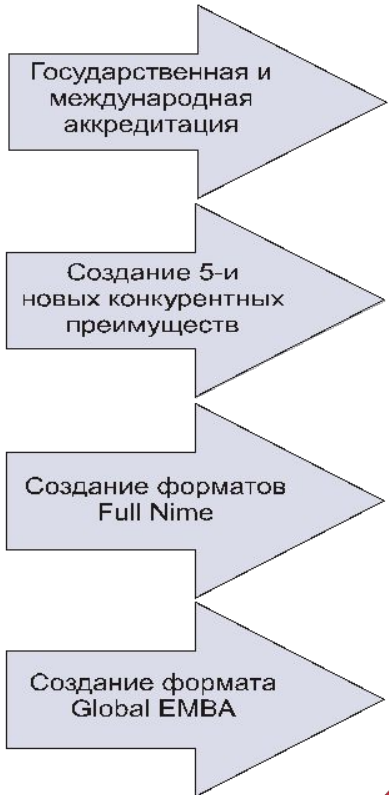 Государственная и
международная
аккредитация
Создание 5-и
новых конкурентных
преимуществ
Создание форматов
Full Nime
Создание формата
Global EMBA